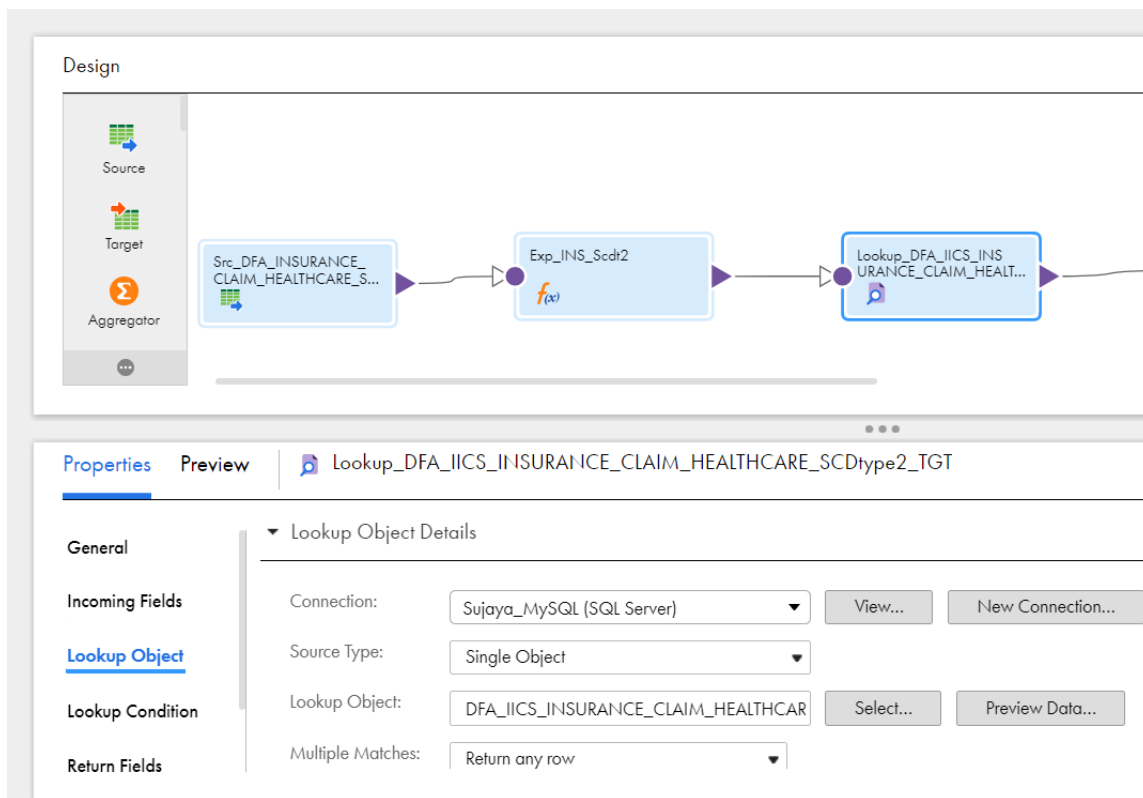 Design
Source
Target
Aggregator
Src_DFA_INSURANCE_
CLAIM_HEALTHCARE_S...
Exp_INS_Scdt2
f(x)
Lookup_DFA_IICS_INS
URANCE_CLAIM_HEALT...
Properties
Preview
Lookup_DFA_IICS_INSURANCE_CLAIM_HEALTHCARE_SCDtype2_TGT
General
Incoming Fields
Lookup Object
Lookup Condition
Return Fields
Lookup Object Details
Connection:
Sujaya_MySQL (SQL Server)
View...
New Connection...
Source Type:
Single Object
Lookup Object:
DFA_IICS_INSURANCE_CLAIM_HEALTHCAR
Select...
Preview Data...
Multiple Matches:
Return any row